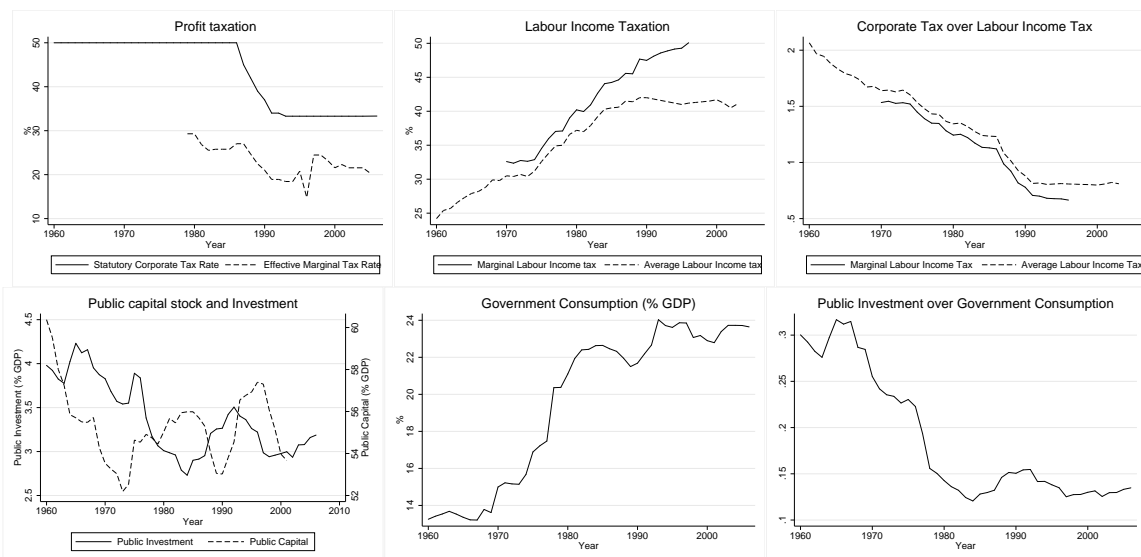 Profit taxation
50
40
30
20
10
%
1960 1970 1980 1990 2000
Year
Statutory Corporate Tax Rate Effective Marginal Tax Rate
Labour Income Taxation
50
45
40
35
30
25
%
1960 1970 1980 1990 2000
Year
Marginal Labour Income tax Average Labour Income tax
Corporate Tax over Labour Income Tax
2
1.5
1
.5
1960 1970 1980 1990 2000
Year
Marginal Labour Income Tax Average Labour Income Tax
Public capital stock and Investment
4.5
4
3.5
3
2.5
Public Investment (% GDP)
60
58
56
54
52
Public Capital (% GDP)
1960 1970 1980 1990 2000 2010
Year
Public Investment Public Capital
Government Consumption (% GDP)
24
22
20
18
16
14
%
1960 1970 1980 1990 2000
Year
Public Investment over Government Consumption
.3
.25
.2
.15
.1
1960 1970 1980 1990 2000
Year